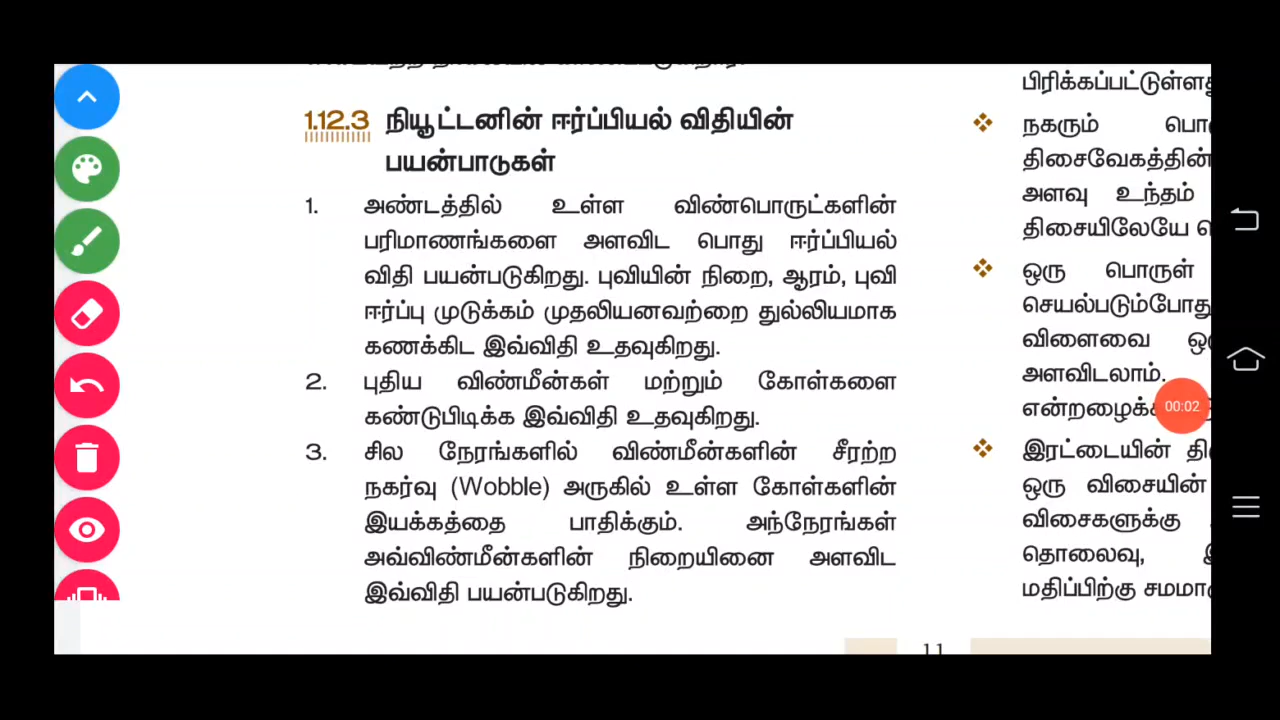 1.12.3 நியூட்டனின் ஈர்ப்பியல் விதியின்
பயன்பாடுகள்
1. அண்டத்தில் உள்ள விண்பொருட்களின்
பரிமாணங்களை அளவிட பொது ஈர்ப்பியல்
விதி பயன்படுகிறது. புவியின் நிறை, ஆரம், புவி
ஈர்ப்பு முடுக்கம் முதலியனவற்றை துல்லியமாக
கணக்கிட இவ்விதி உதவுகிறது.
2. புதிய விண்மீன்கள் மற்றும் கோள்களை
கண்டுபிடிக்க இவ்விதி உதவுகிறது.
3. சில நேரங்களில் விண்மீன்களின் சீரற்ற
நகர்வு (Wobble) அருகில் உள்ள கோள்களின்
இயக்கத்தை பாதிக்கும். அந்நேரங்கள்
அவ்விண்மீன்களின் நிறையினை அளவிட
இவ்விதி பயன்படுகிறது.
11
பிரிக்கப்பட்டுள்ளது
நகரும்
திசைவேகத்தின்
அளவு உந்தம்
திசையிலேயே
ஒரு பொருள்
செயல்படும்போது
விளைவை
அளவிடலாம்.
00:02
இரட்டையின்
ஒரு விசையின்
விசைகளுக்கு
தொலைவு,
மதிப்பிற்கு